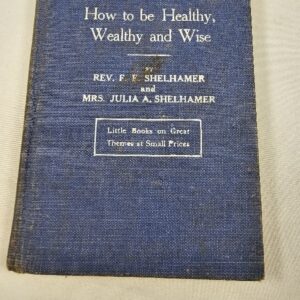 How to be Healthy,
Wealthy and Wise
BY
REV. F. E. SHELHAMER
and
MRS. JULIA A. SHELHAMER
Little Books on Great
Themes at Small Prices